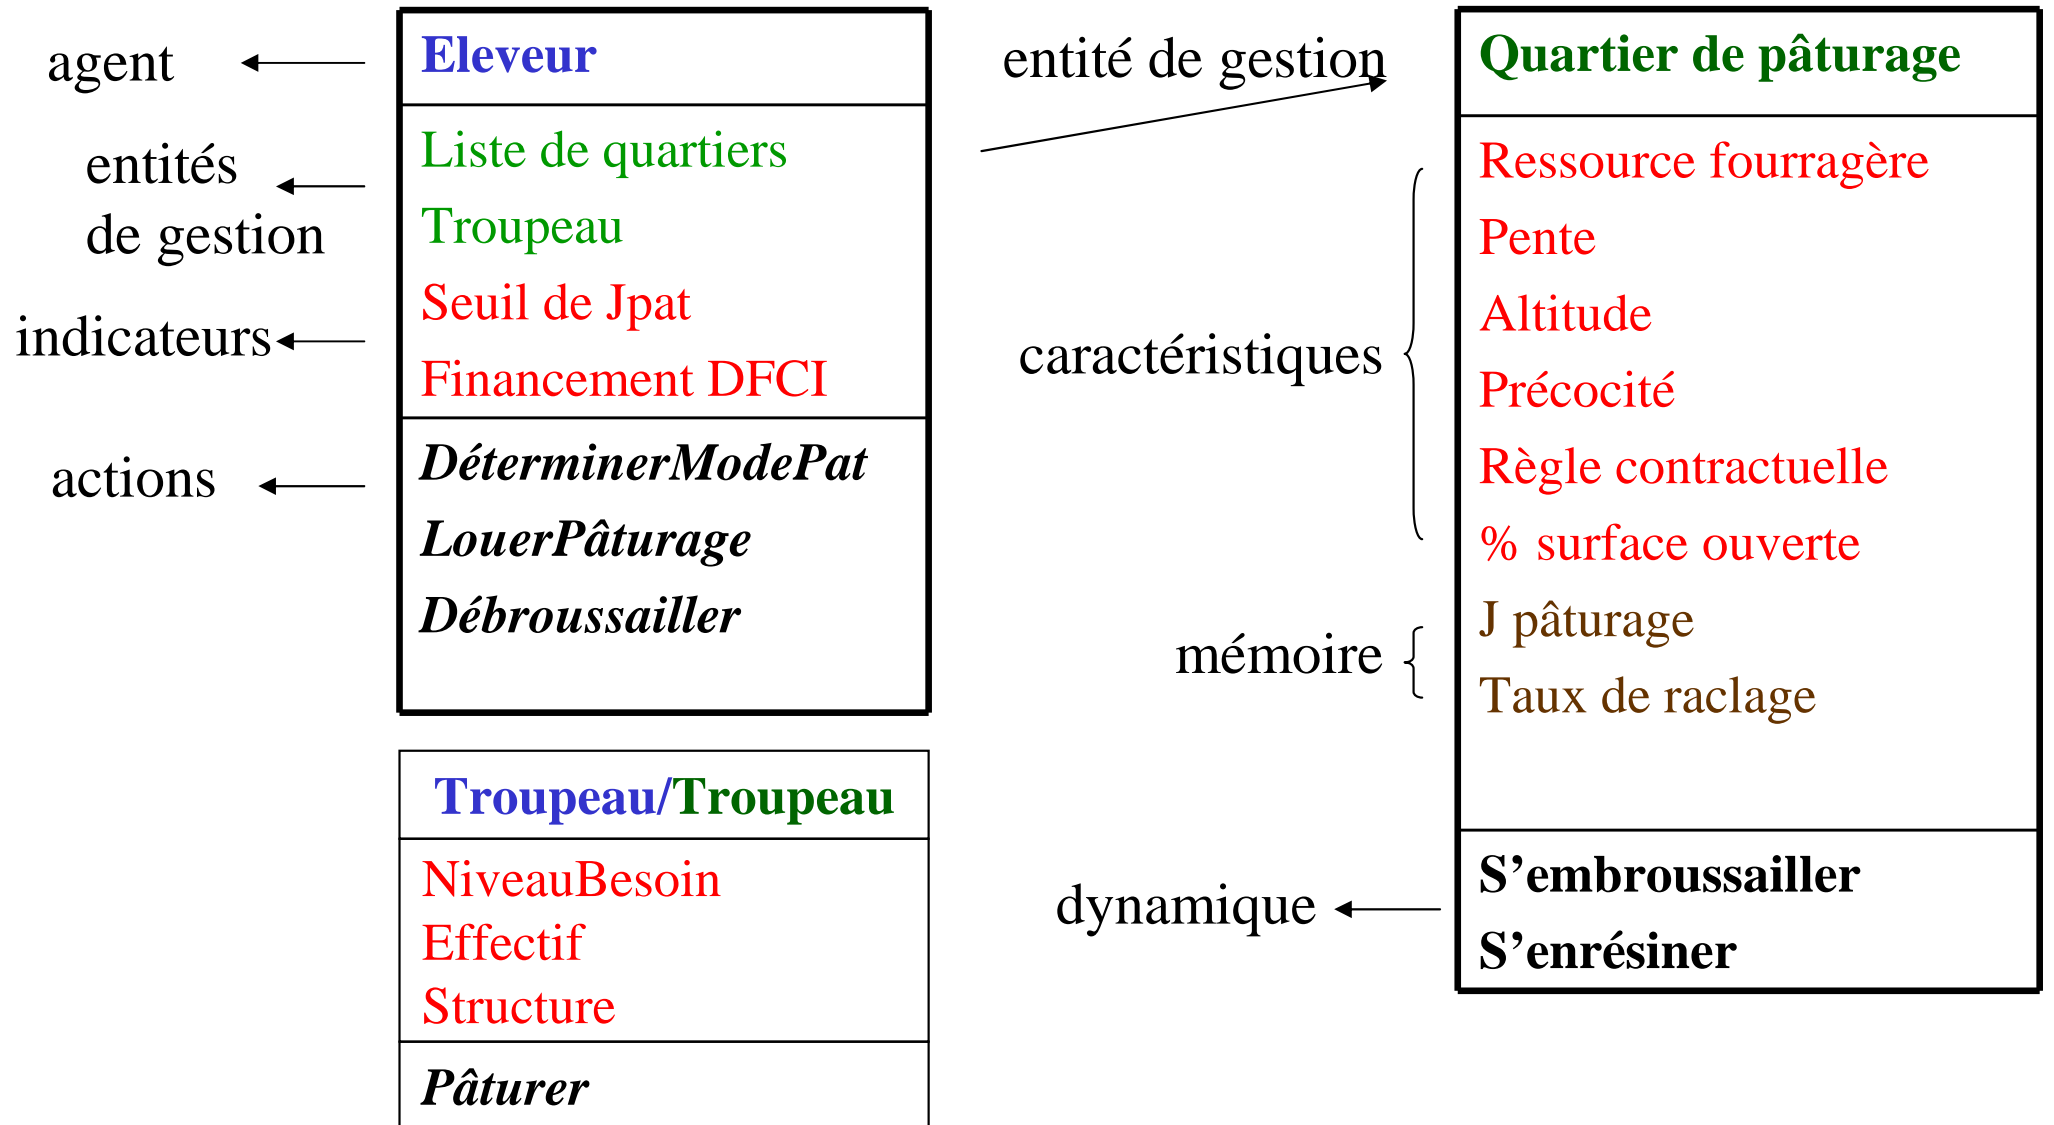 agent
entités
de gestion
indicateurs
actions
Eleveur
Liste de quartiers
Troupeau
Seuil de Jpat
Financement DFCI
DéterminerModePat
LouerPâturage
Débroussailler
Troupeau/Troupeau
NiveauBesoin
Effectif
Structure
Pâturer
entité de gestion
caractéristiques
mémoire
dynamique
Quartier de pâturage
Ressource fourragère
Pente
Altitude
Précocité
Règle contractuelle
% surface ouverte
J pâturage
Taux de raclage
S’embroussailler
S’enrésiner